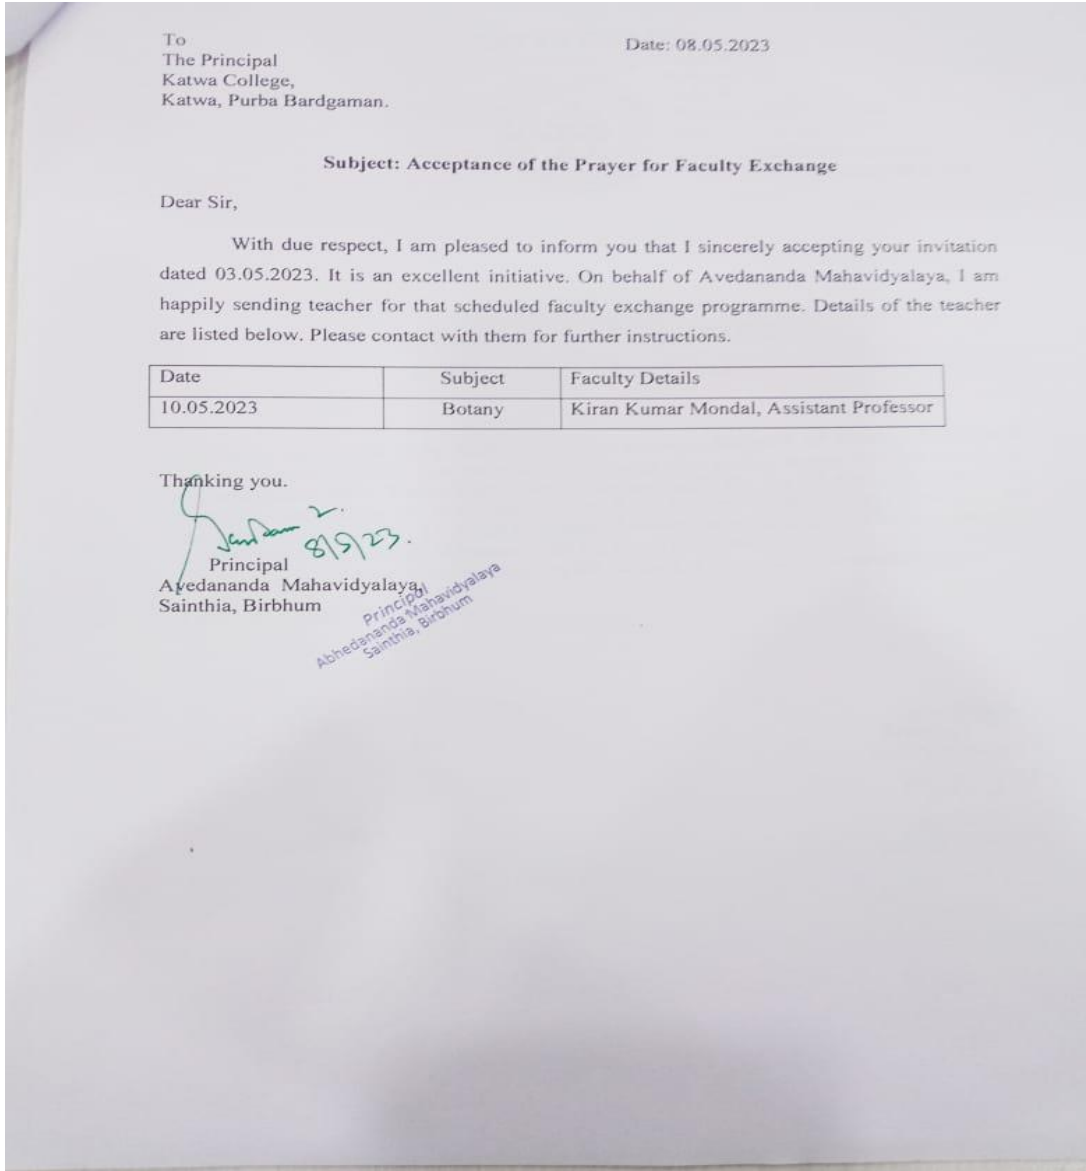 To
Date: 08.05.2023
The Principal
Katwa College,
Katwa, Purba Bardgaman.
Subject: Acceptance of the Prayer for Faculty Exchange
Dear Sir,
With due respect, I am pleased to inform you that I sincerely accepting your invitation
dated 03.05.2023. It is an excellent initiative. On behalf of Avedananda Mahavidyalaya, I am
happily sending teacher for that scheduled faculty exchange programme. Details of the teacher
are listed below. Please contact with them for further instructions.
Date Subject Faculty Details
10.05.2023 Botany Kiran Kumar Mondal, Assistant Professor
Thanking you.
8/5/23.
Principal
Avedananda Mahavidyalaya,
Sainthia, Birbhum
Principal
Abhedananda Mahavidyalaya
Sainthia, Birbhum